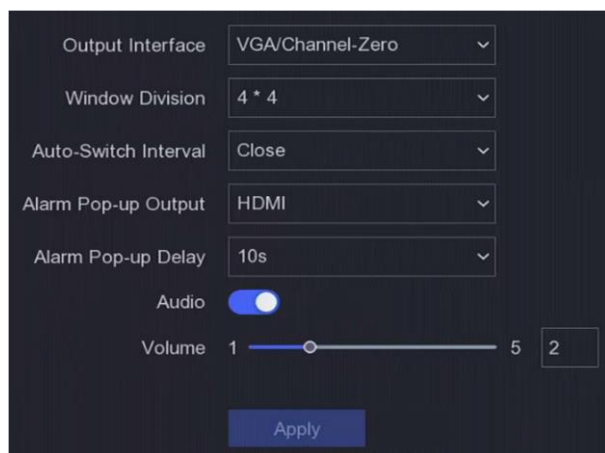 Output Interface VGA/Channel-Zero
Window Division 4 * 4
Auto-Switch Interval Close
Alarm Pop-up Output HDMI
Alarm Pop-up Delay 10s
Audio
Volume 1 5 2
Apply